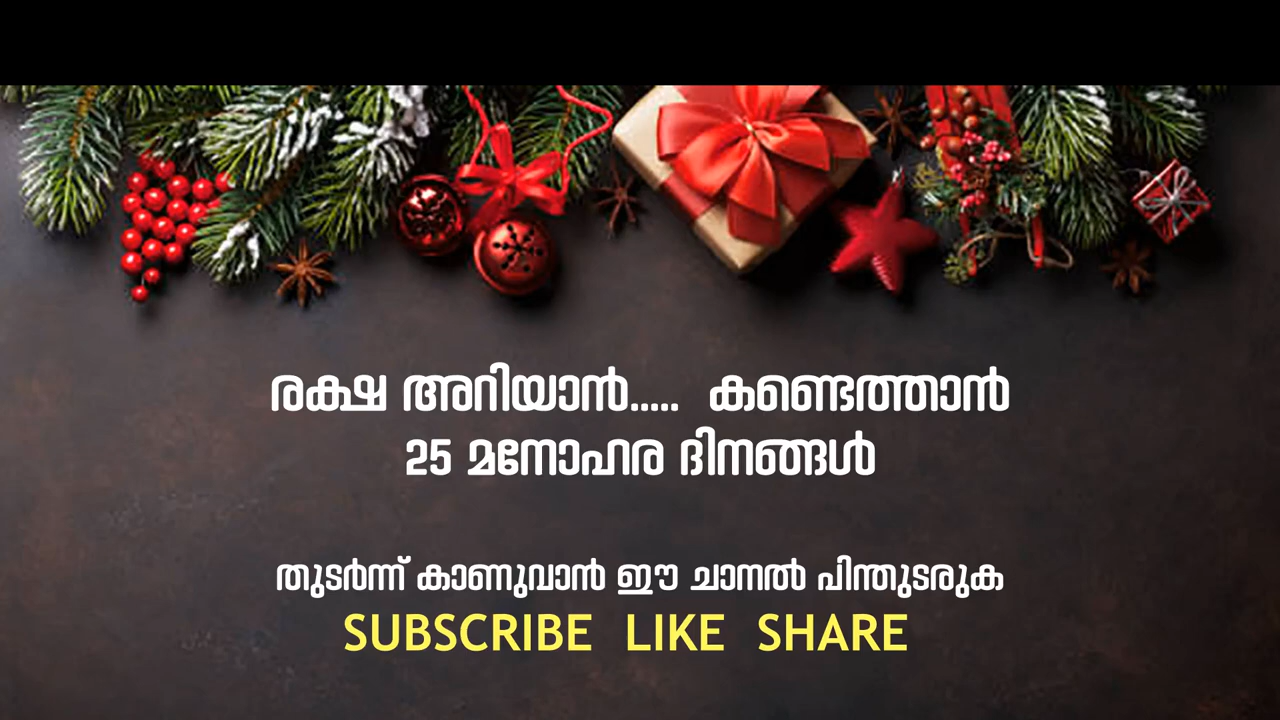 രക്ഷ അറിയാൻ..... കണ്ടെത്താൻ
25 മനോഹര ദിനങ്ങൾ
തുടർന്ന് കാണുവാൻ ഈ ചാനൽ പിന്തുടരുക
SUBSCRIBE LIKE SHARE